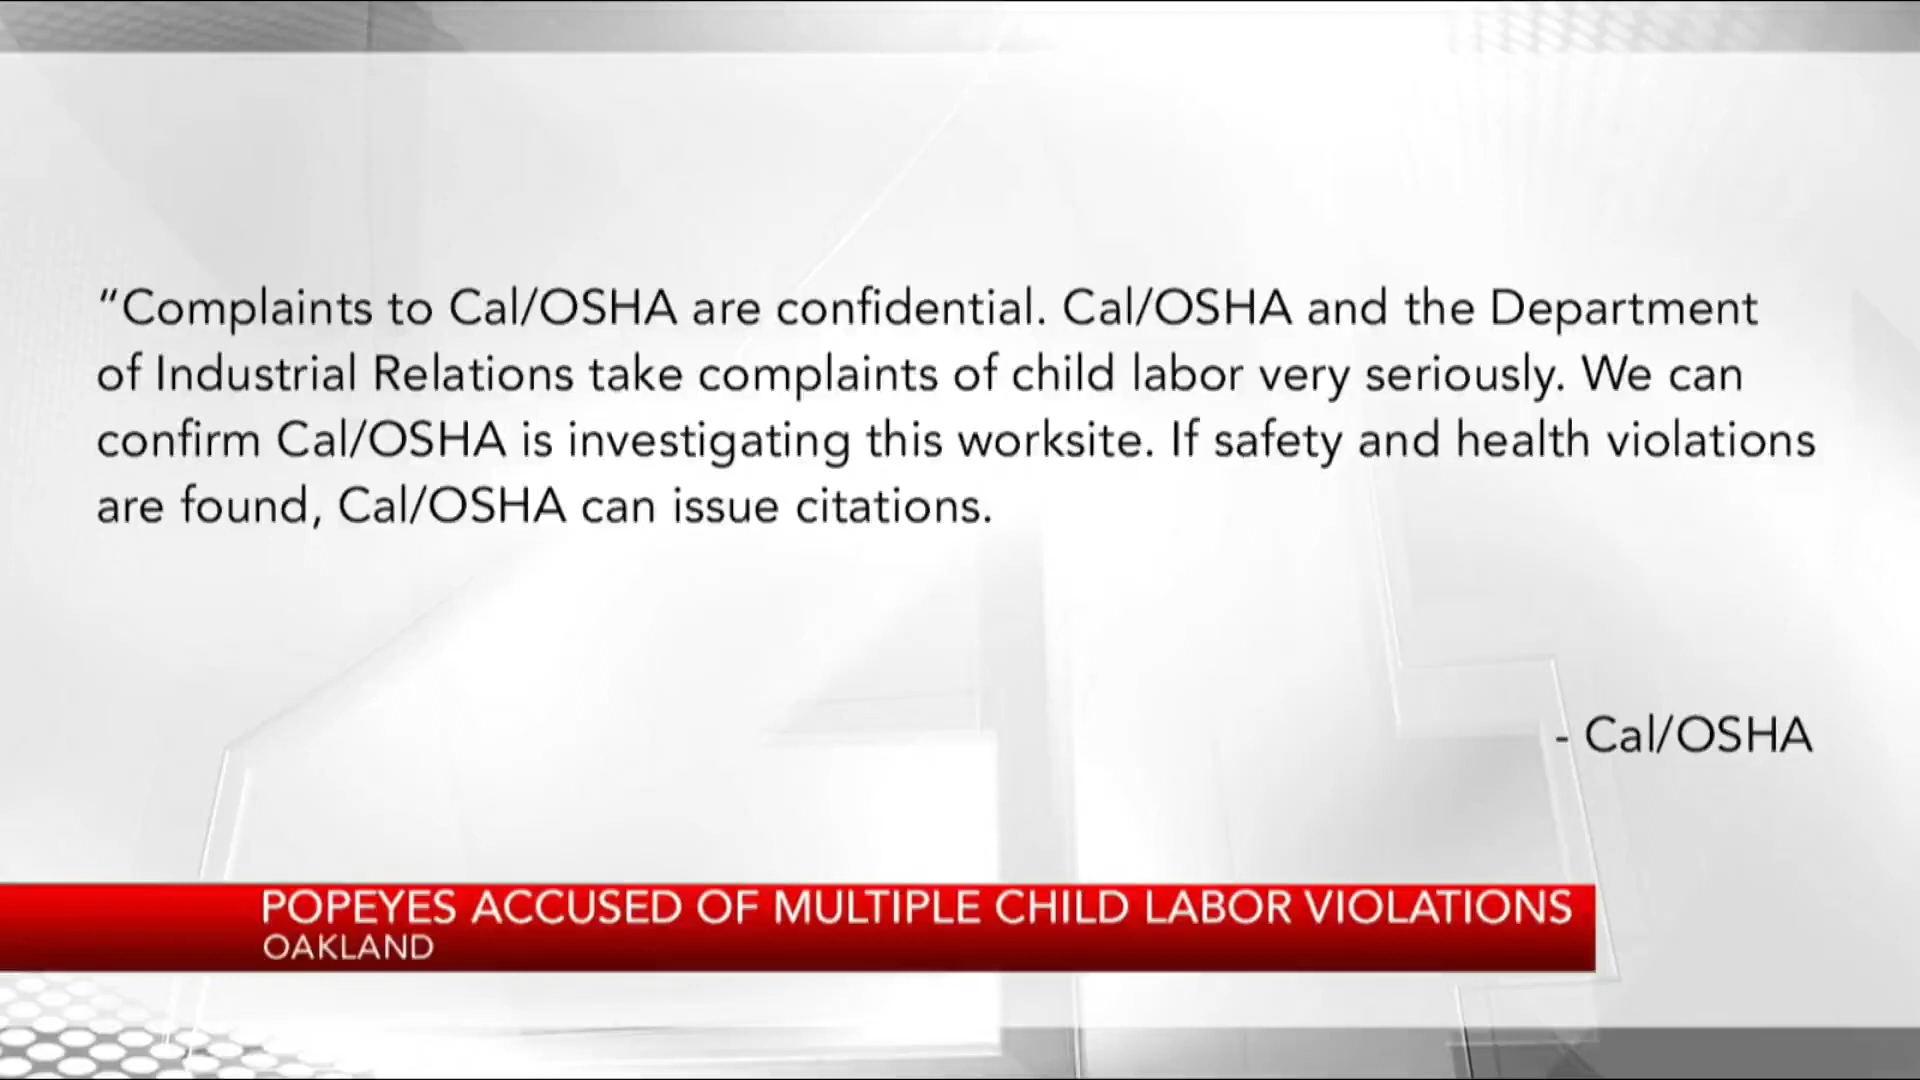 “Complaints to Cal/OSHA are confidential. Cal/OSHA and the Department
of Industrial Relations take complaints of child labor very seriously. We can
confirm Cal/OSHA is investigating this worksite. If safety and health violations
are found, Cal/OSHA can issue citations.
- Cal/OSHA
POPEYES ACCUSED OF MULTIPLE CHILD LABOR VIOLATIONS
OAKLAND